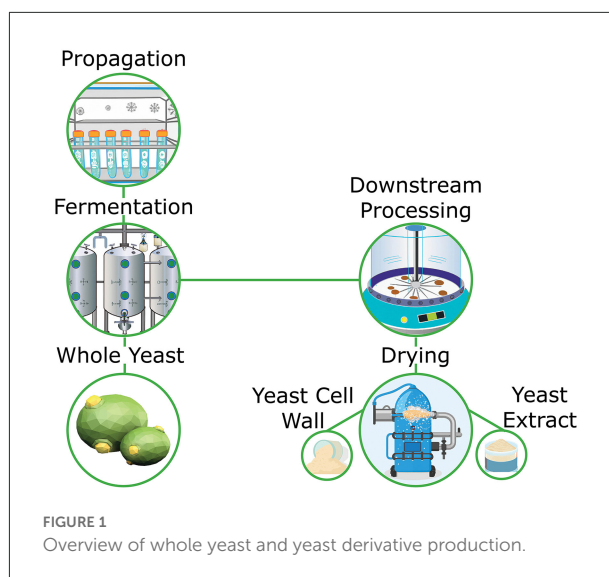 Propagation
Fermentation
Downstream
Processing
Whole Yeast
Drying
Yeast Cell
Wall
Yeast
Extract
FIGURE 1
Overview of whole yeast and yeast derivative production.